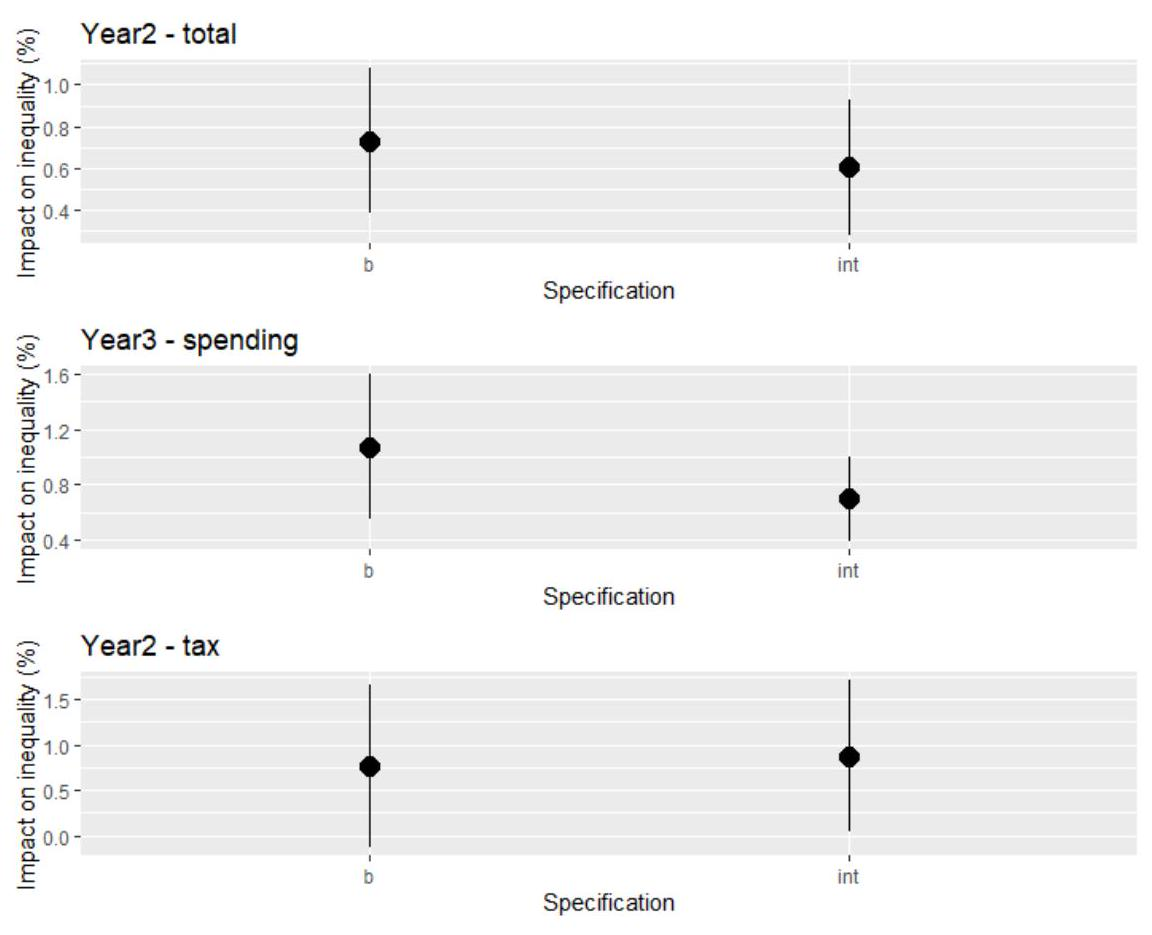 Year2 - total
Impact on inequality (%)
1.0
0.8
0.6
0.4
b int
Specification
Year3 - spending
Impact on inequality (%)
1.6
1.2
0.8
0.4
b int
Specification
Year2 - tax
Impact on inequality (%)
1.5
1.0
0.5
0.0
b int
Specification